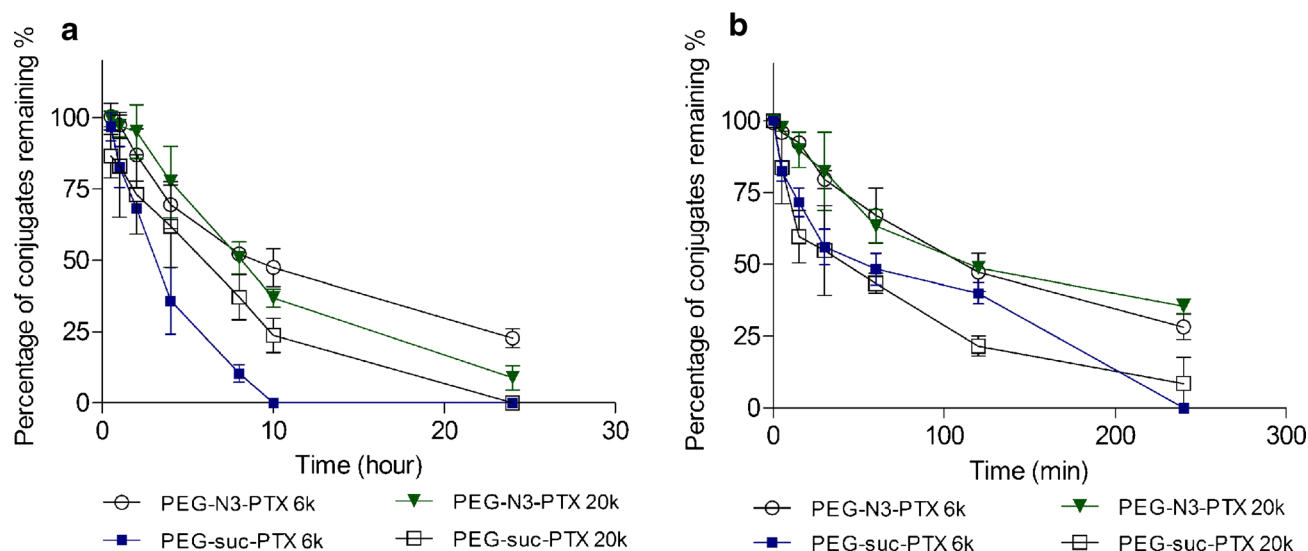 a
Percentage of conjugates remaining %
100
75
50
25
0
0 10 20 30
Time (hour)
PEG-N3-PTX 6k PEG-N3-PTX 20k
PEG-suc-PTX 6k PEG-suc-PTX 20k
b
Percentage of conjugates remaining %
100
75
50
25
0
0 100 200 300
Time (min)
PEG-N3-PTX 6k PEG-N3-PTX 20k
PEG-suc-PTX 6k PEG-suc-PTX 20k